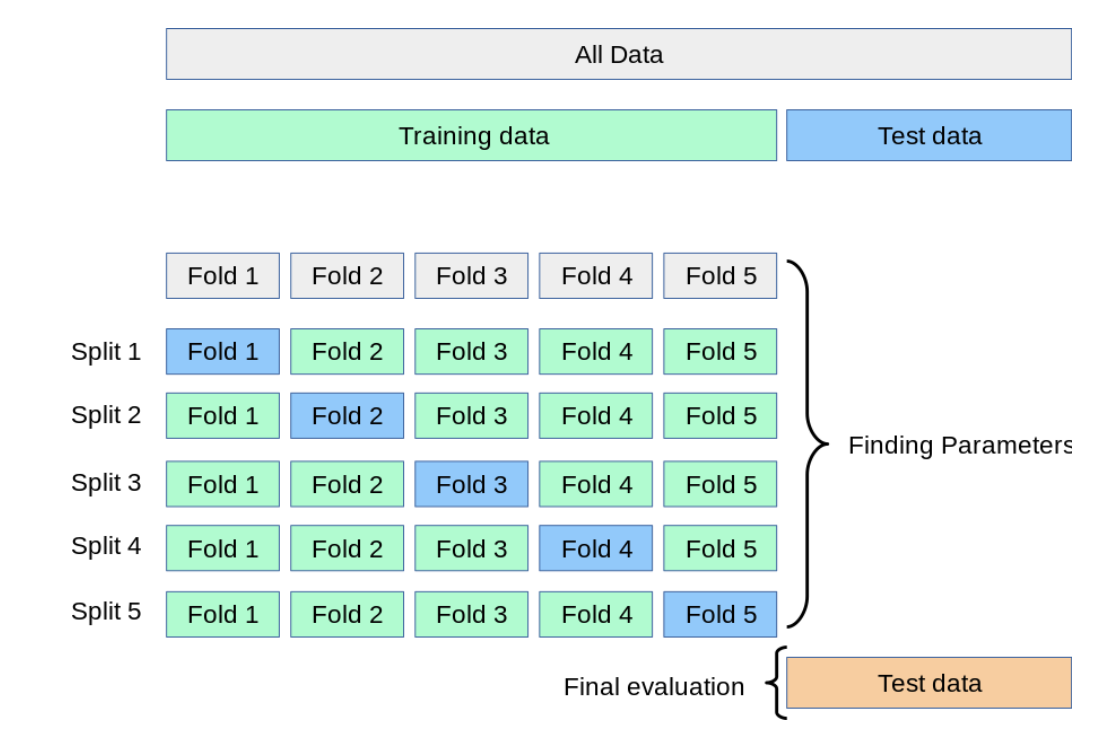 All Data
Training data Test data
Fold 1 Fold 2 Fold 3 Fold 4 Fold 5
Split 1 Fold 1 Fold 2 Fold 3 Fold 4 Fold 5
Split 2 Fold 1 Fold 2 Fold 3 Fold 4 Fold 5
Finding Parameters
Split 3 Fold 1 Fold 2 Fold 3 Fold 4 Fold 5
Split 4 Fold 1 Fold 2 Fold 3 Fold 4 Fold 5
Split 5 Fold 1 Fold 2 Fold 3 Fold 4 Fold 5
Final evaluation Test data